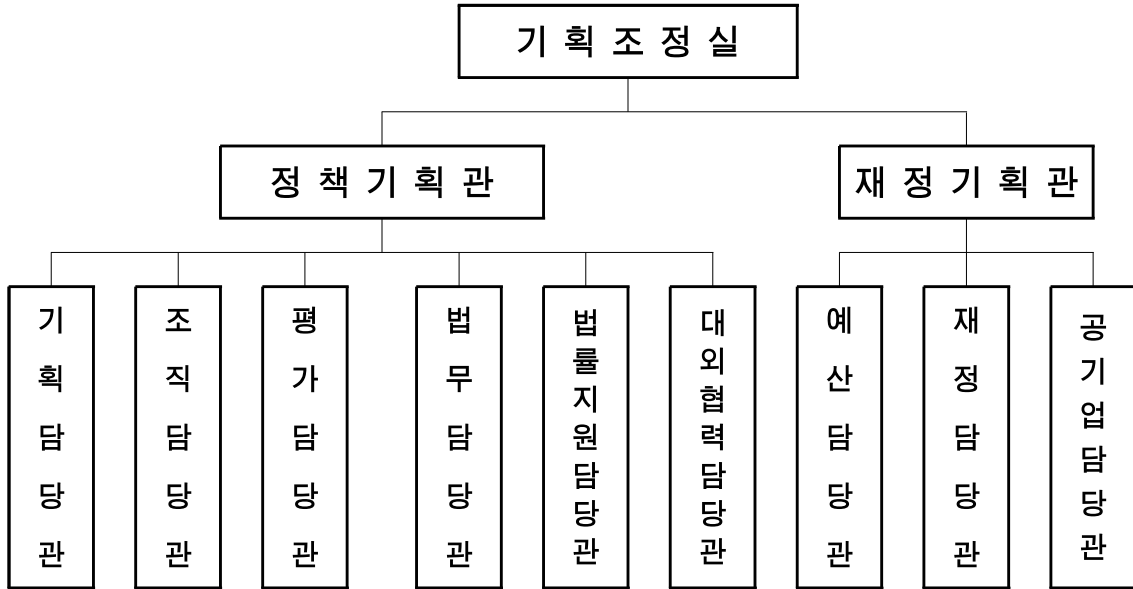 기 획 조 정 실
정 책 기 획 관
재 정 기 획 관
기획담당관
조직담당관
평가담당관
법무담당관
법률지원담당관
대외협력담당관
예산담당관
재정담당관
공기업담당관